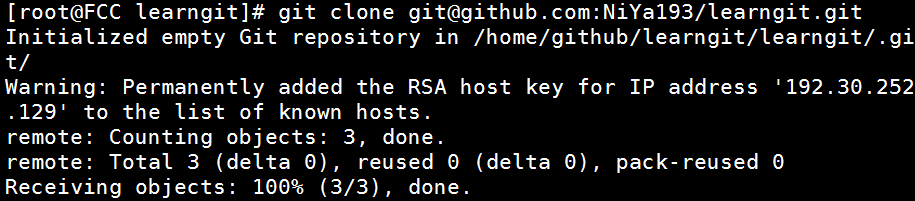 [root@FCC learngit]# git clone git@github.com:NiYa193/learngit.git
Initialized empty Git repository in /home/github/learngit/learngit/.gi
t/
Warning: Permanently added the RSA host key for IP address '192.30.252
.129' to the list of known hosts.
remote: Counting objects: 3, done.
remote: Total 3 (delta 0), reused 0 (delta 0), pack-reused 0
Receiving objects: 100% (3/3), done.